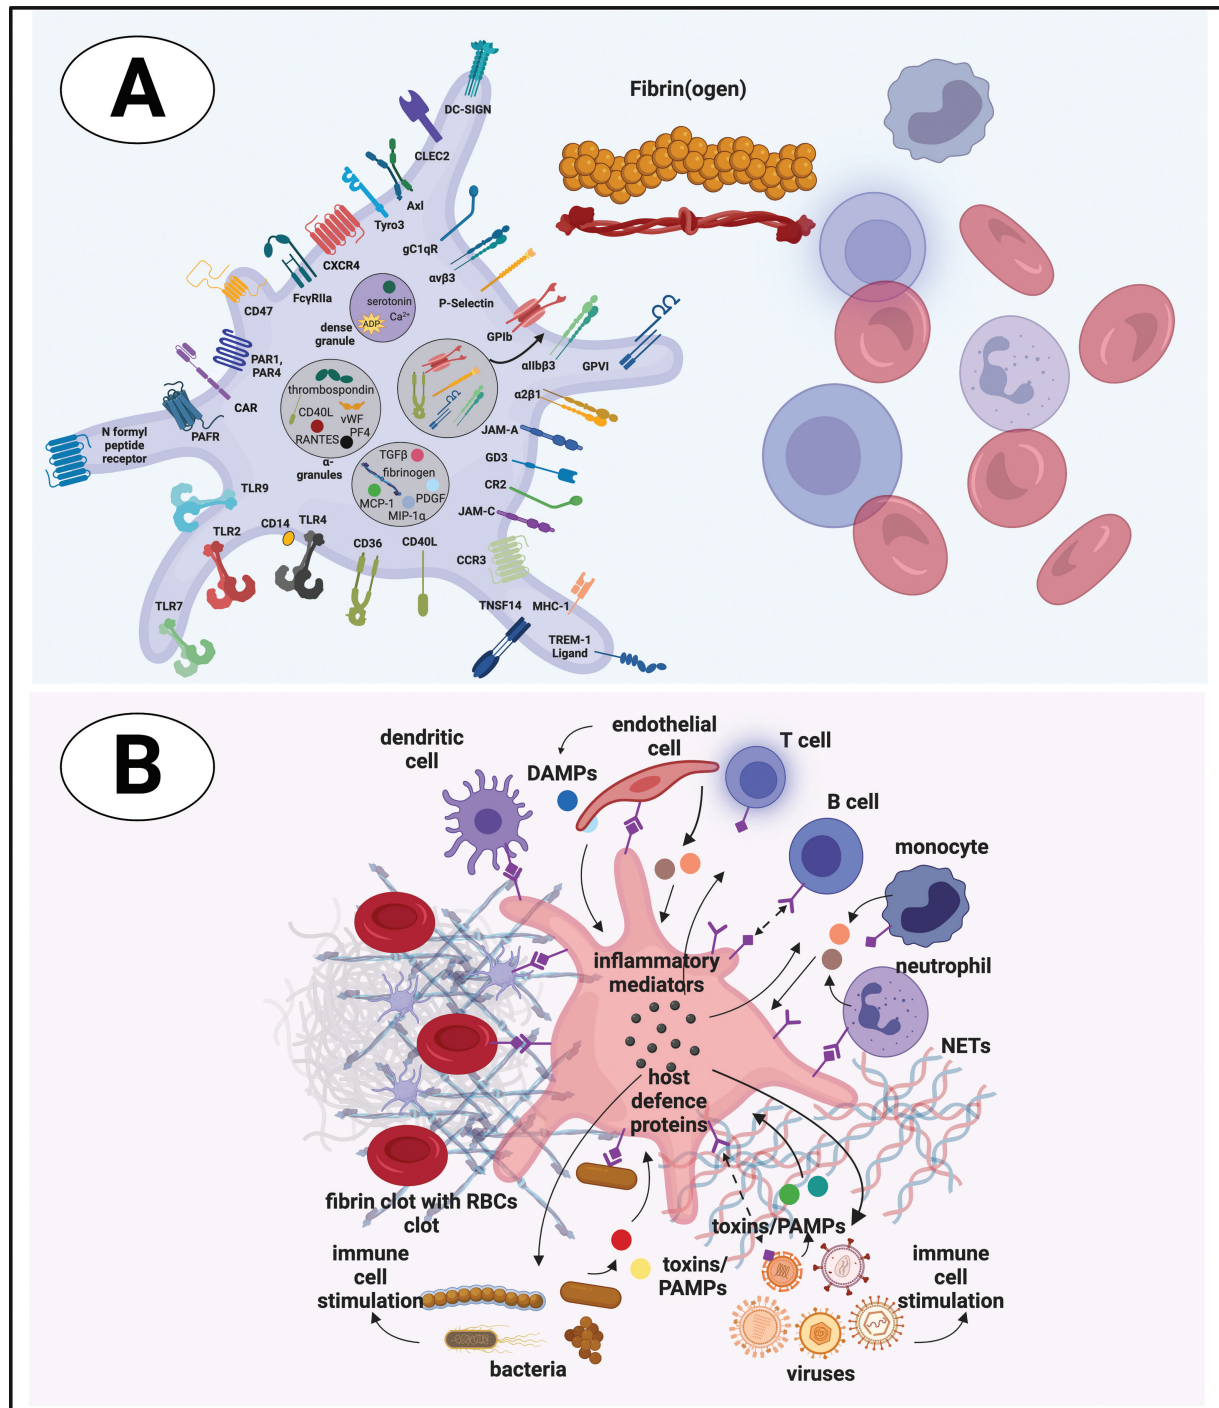 A
Fibrin(ogen)
DC-SIGN
CLEC2
Axl
Tyro3
CXCR4
FcγRIIa
CD47
gC1qR
αvβ3
P-Selectin
GPIb
αIIbβ3
GPVI
serotonin
Ca²⁺
ADP
dense
granule
PAR1,
PAR4
CAR
PAFR
N formyl
peptide
receptor
thrombospondin
CD40L
vWF
PF4
RANTES
α-
granules
TGFβ
fibrinogen
PDGF
MCP-1
MIP-1α
α2β1
JAM-A
GD3
CR2
JAM-C
CCR3
TLR9
TLR2
CD14
TLR4
CD36
CD40L
TLR7
TNSF14
MHC-1
TREM-1
Ligand
B
dendritic
cell
endothelial
cell
DAMPs
T cell
B cell
monocyte
neutrophil
NETs
inflammatory
mediators
host
defence
proteins
fibrin clot with RBCs
clot
immune
cell
stimulation
toxins/
PAMPs
toxins/PAMPs
immune
cell
stimulation
bacteria
viruses